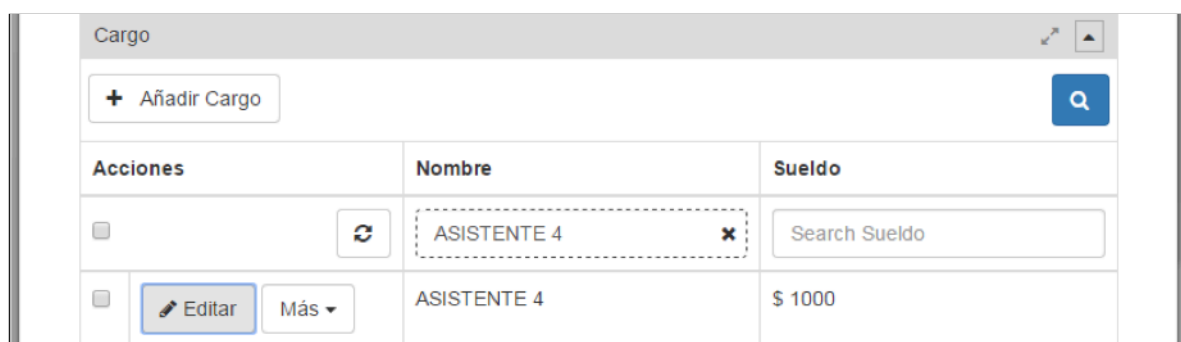 Cargo
Añadir Cargo
Acciones Nombre Sueldo
ASISTENTE 4 Search Sueldo
Editar Más ASISTENTE 4 $ 1000